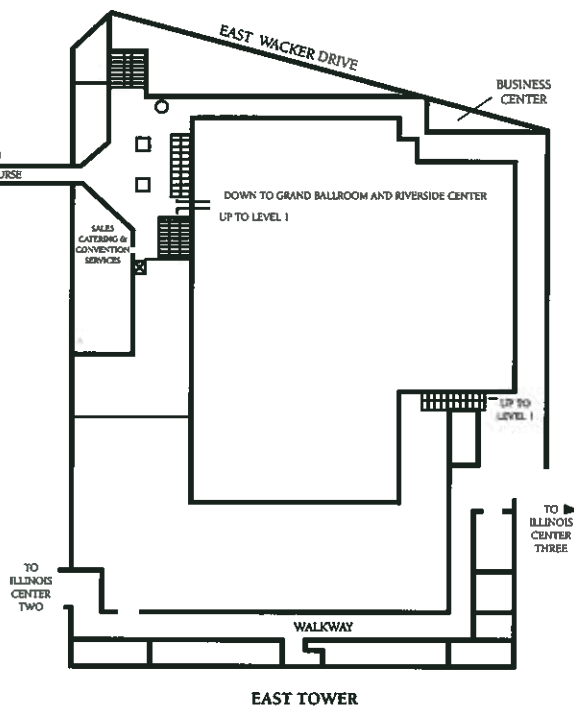 EAST WACKER DRIVE
BUSINESS
CENTER
URSE
DOWN TO GRAND BALLROOM AND RIVERSIDE CENTER
UP TO LEVEL 1
SALES
CATERING &
CONVENTION
SERVICES
UP TO
LEVEL 1
TO
ILLINOIS
CENTER
THREE
TO
ILLINOIS
CENTER
TWO
WALKWAY
EAST TOWER